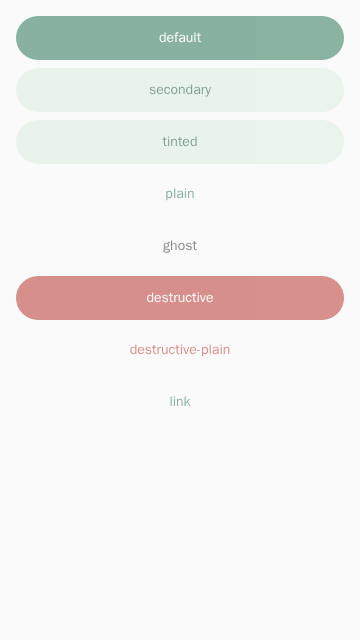 default
secondary
tinted
plain
ghost
destructive
destructive-plain
link